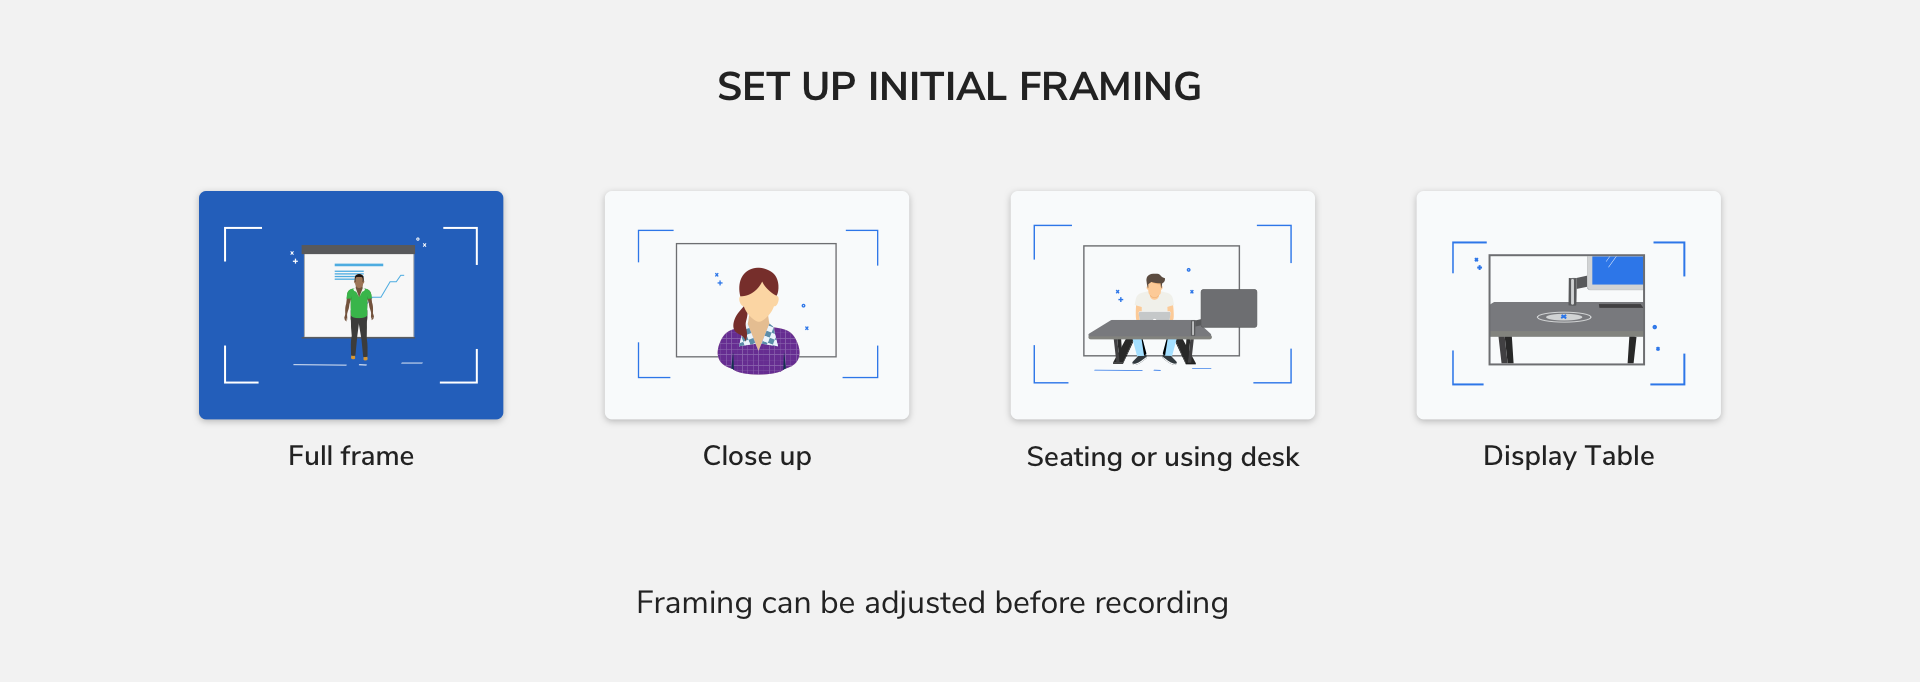 SET UP INITIAL FRAMING
Full frame
Close up
Seating or using desk
Display Table
Framing can be adjusted before recording